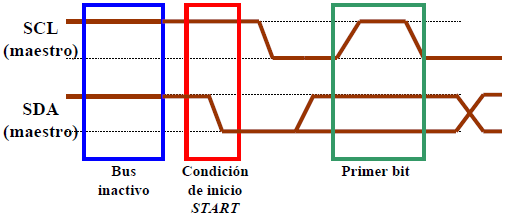 SCL
(maestro)
SDA
(maestro)
Bus
inactivo
Condición
de inicio
START
Primer bit